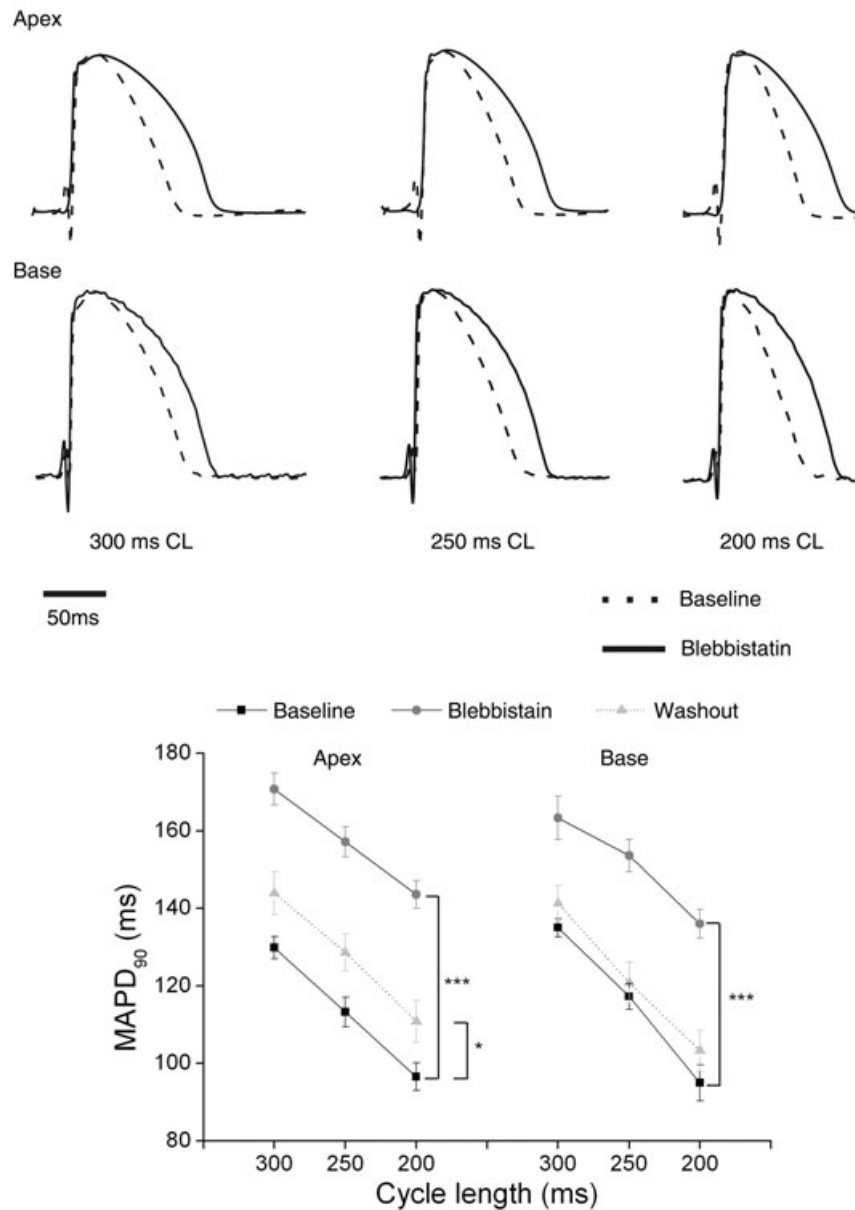 Apex
Base
300 ms CL 250 ms CL 200 ms CL
50ms
Baseline
Blebbistatin
Baseline Blebbistain Washout
180
160
140
120
100
80
MAPD90 (ms)
Apex Base
***
*
***
300 250 200 300 250 200
Cycle length (ms)